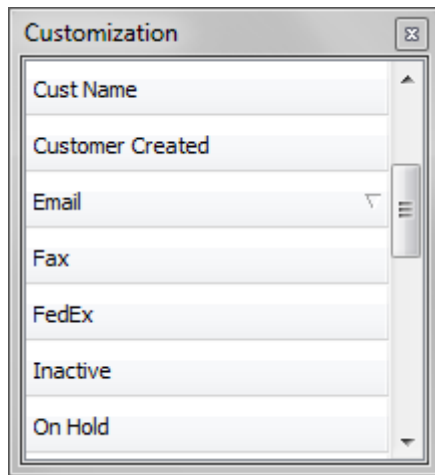 Customization
Cust Name
Customer Created
Email
Fax
FedEx
Inactive
On Hold